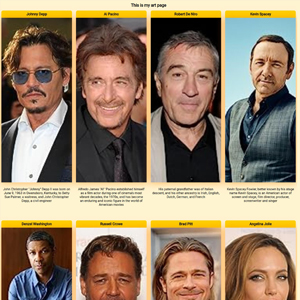 This is my art page
Johnny Depp
Al Pacino
Robert De Niro
Kevin Spacey
John Christopher "Johnny" Depp II was born on
June 9, 1963 in Owensboro, Kentucky, to Betty
Sue Palmer, a waitress, and John Christopher
Depp, a civil engineer.
Alfredo James "Al" Pacino established himself
as a film actor during one of cinema's most
vibrant decades, the 1970s, and has become
an enduring and iconic figure in the world of
American movies.
His paternal grandfather was of Italian
descent, and his other ancestry is Irish, English,
Dutch, German, and French.
Kevin Spacey Fowler, better known by his stage
name Kevin Spacey, is an American actor of
screen and stage, film director, producer,
screenwriter and singer.
Denzel Washington
Russell Crowe
Brad Pitt
Angelina Jolie